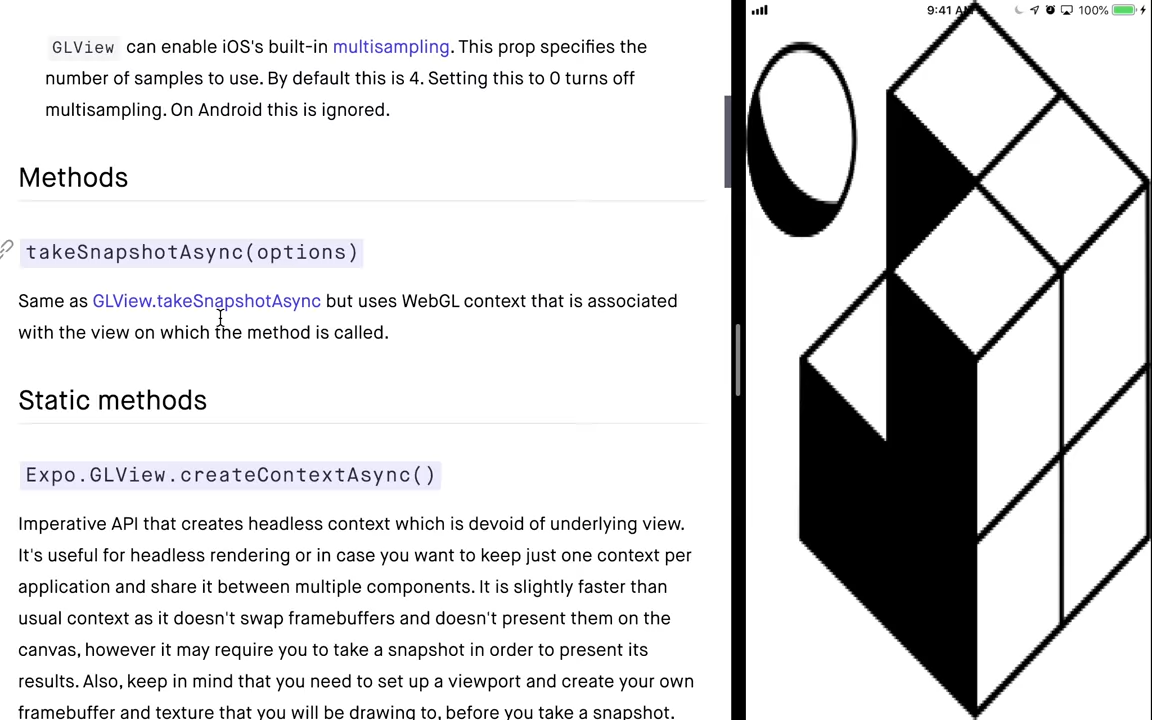 GLView can enable iOS's built-in multisampling. This prop specifies the
number of samples to use. By default this is 4. Setting this to 0 turns off
multisampling. On Android this is ignored.
Methods
takeSnapshotAsync(options)
Same as GLView.takeSnapshotAsync but uses WebGL context that is associated
with the view on which the method is called.
Static methods
Expo.GLView.createContextAsync()
Imperative API that creates headless context which is devoid of underlying view.
It's useful for headless rendering or in case you want to keep just one context per
application and share it between multiple components. It is slightly faster than
usual context as it doesn't swap framebuffers and doesn't present them on the
canvas, however it may require you to take a snapshot in order to present its
results. Also, keep in mind that you need to set up a viewport and create your own
framebuffer and texture that you will be drawing to, before you take a snapshot.
9:41 A
100%